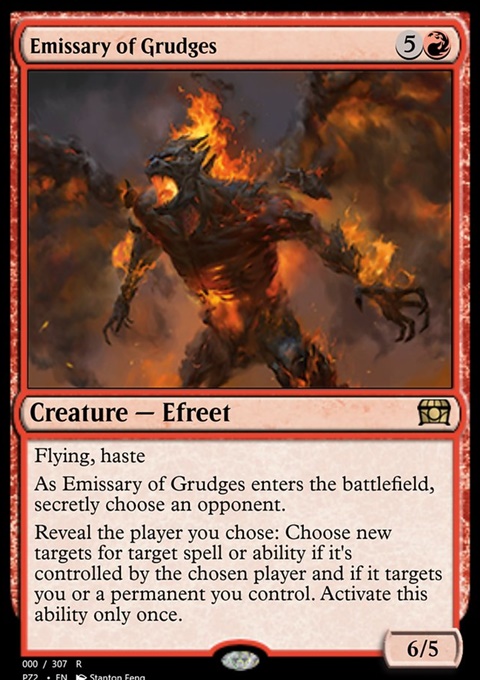 Emissary of Grudges 5
Creature — Efreet
Flying, haste
As Emissary of Grudges enters the battlefield,
secretly choose an opponent.
Reveal the player you chose: Choose new
targets for target spell or ability if it's
controlled by the chosen player and if it targets
you or a permanent you control. Activate this
ability only once.
6/5
000 / 307 R
PZ2 • EN Stanton Feng